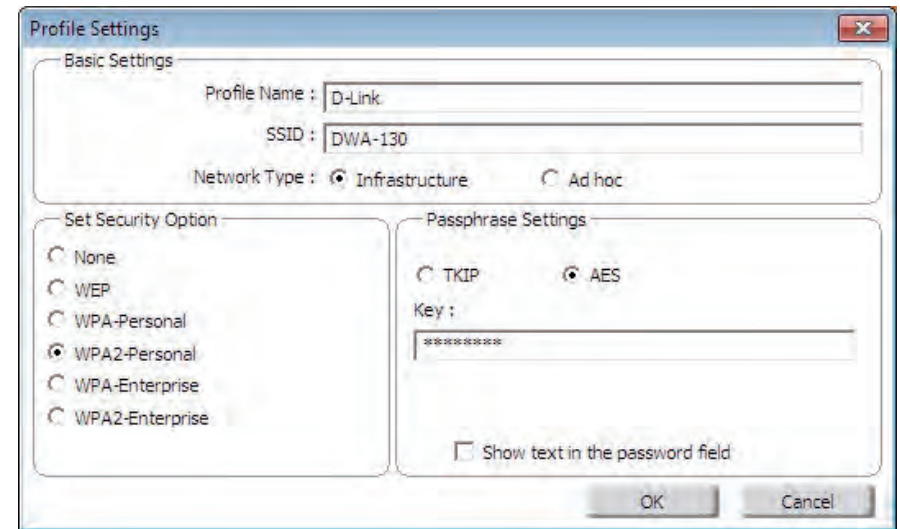 Profile Settings
Basic Settings
Profile Name : D-Link
SSID : DWA-130
Network Type : Infrastructure Ad hoc
Set Security Option
None
WEP
WPA-Personal
WPA2-Personal
WPA-Enterprise
WPA2-Enterprise
Passphrase Settings
TKIP AES
Key :
********
Show text in the password field
OK Cancel